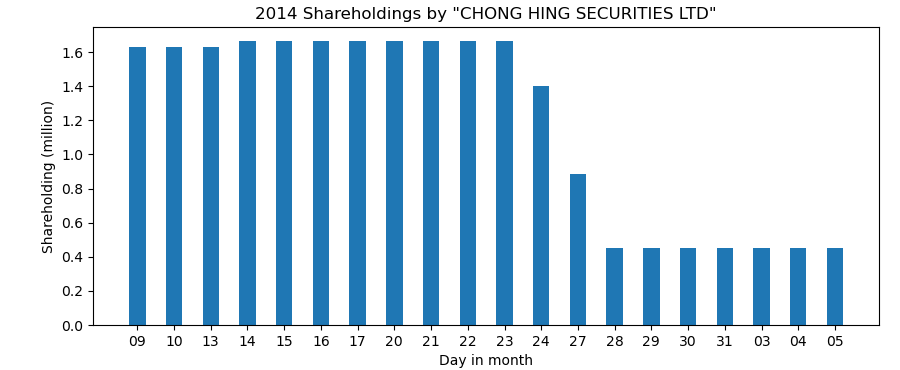 2014 Shareholdings by "CHONG HING SECURITIES LTD"
Shareholding (million)
1.6
1.4
1.2
1.0
0.8
0.6
0.4
0.2
0.0
09 10 13 14 15 16 17 20 21 22 23 24 27 28 29 30 31 03 04 05
Day in month